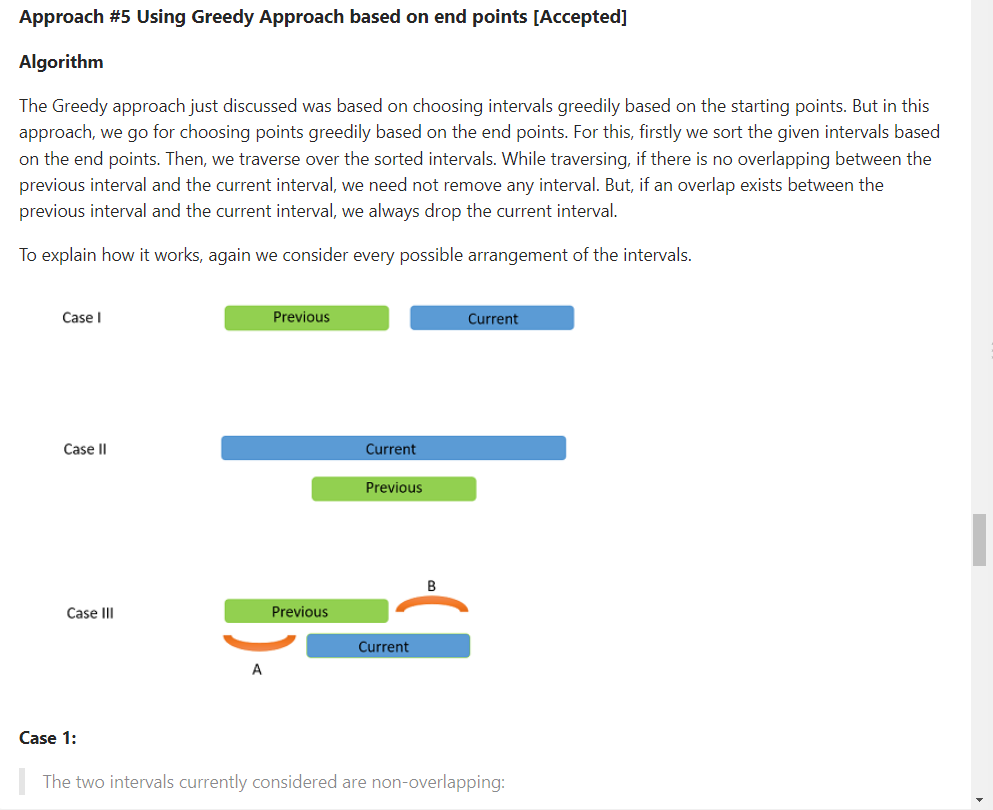 Approach #5 Using Greedy Approach based on end points [Accepted]
Algorithm
The Greedy approach just discussed was based on choosing intervals greedily based on the starting points. But in this
approach, we go for choosing points greedily based on the end points. For this, firstly we sort the given intervals based
on the end points. Then, we traverse over the sorted intervals. While traversing, if there is no overlapping between the
previous interval and the current interval, we need not remove any interval. But, if an overlap exists between the
previous interval and the current interval, we always drop the current interval.
To explain how it works, again we consider every possible arrangement of the intervals.
Case I
Previous
Current
Case II
Current
Previous
Case III
B
Previous
Current
A
Case 1:
The two intervals currently considered are non-overlapping: